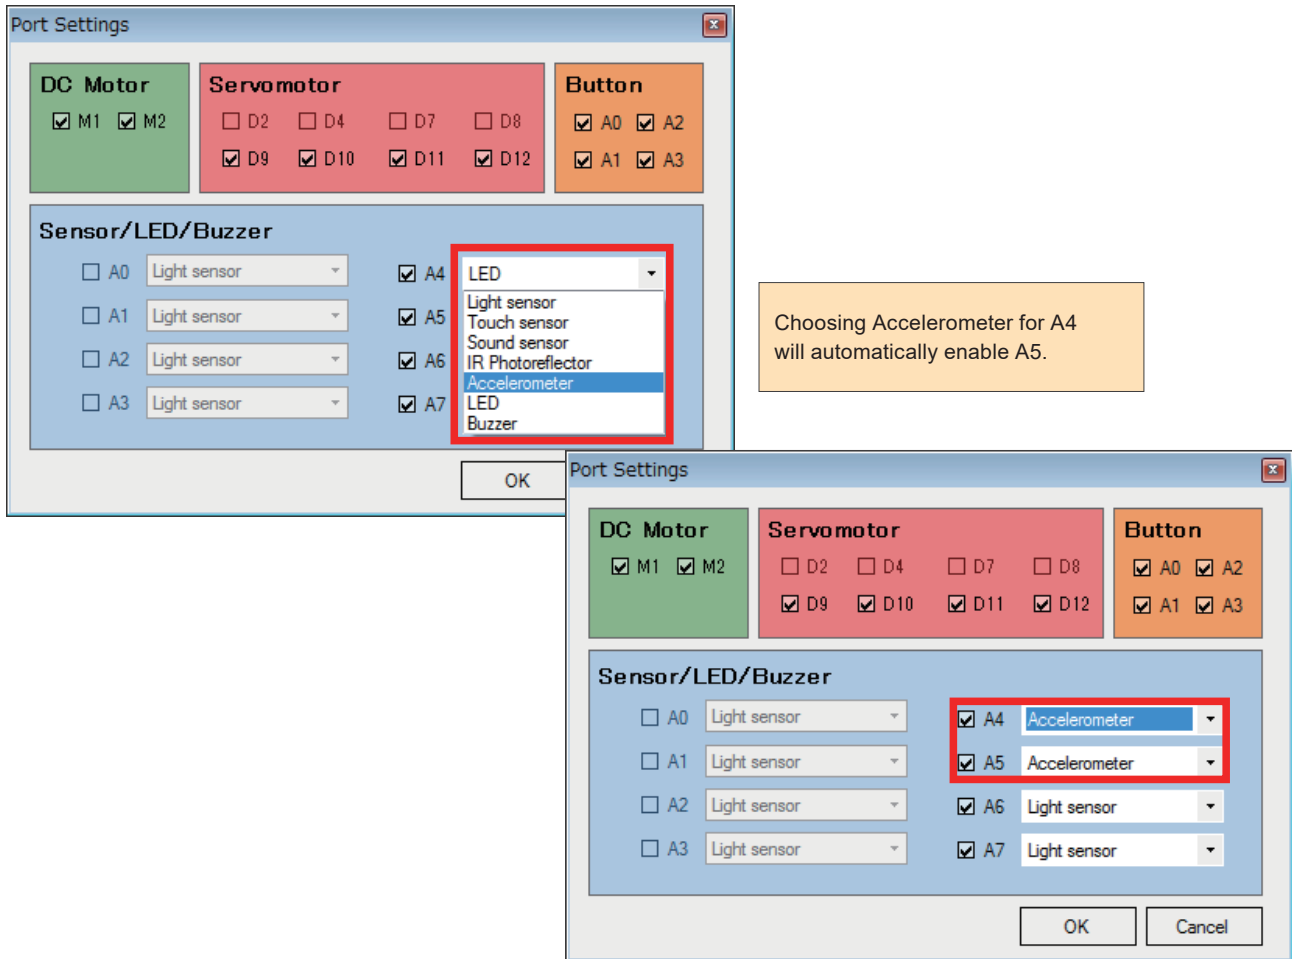 Port Settings
DC Motor
M1 M2
Servomotor
D2 D4 D7 D8
D9 D10 D11 D12
Button
A0 A2
A1 A3
Sensor/LED/Buzzer
A0 Light sensor
A1 Light sensor
A2 Light sensor
A3 Light sensor
A4 LED
A5
A6
A7
Light sensor
Touch sensor
Sound sensor
IR Photoreflector
Accelerometer
LED
Buzzer
OK
Choosing Accelerometer for A4
will automatically enable A5.
Port Settings
DC Motor
M1 M2
Servomotor
D2 D4 D7 D8
D9 D10 D11 D12
Button
A0 A2
A1 A3
Sensor/LED/Buzzer
A0 Light sensor
A1 Light sensor
A2 Light sensor
A3 Light sensor
A4 Accelerometer
A5 Accelerometer
A6 Light sensor
A7 Light sensor
OK Cancel